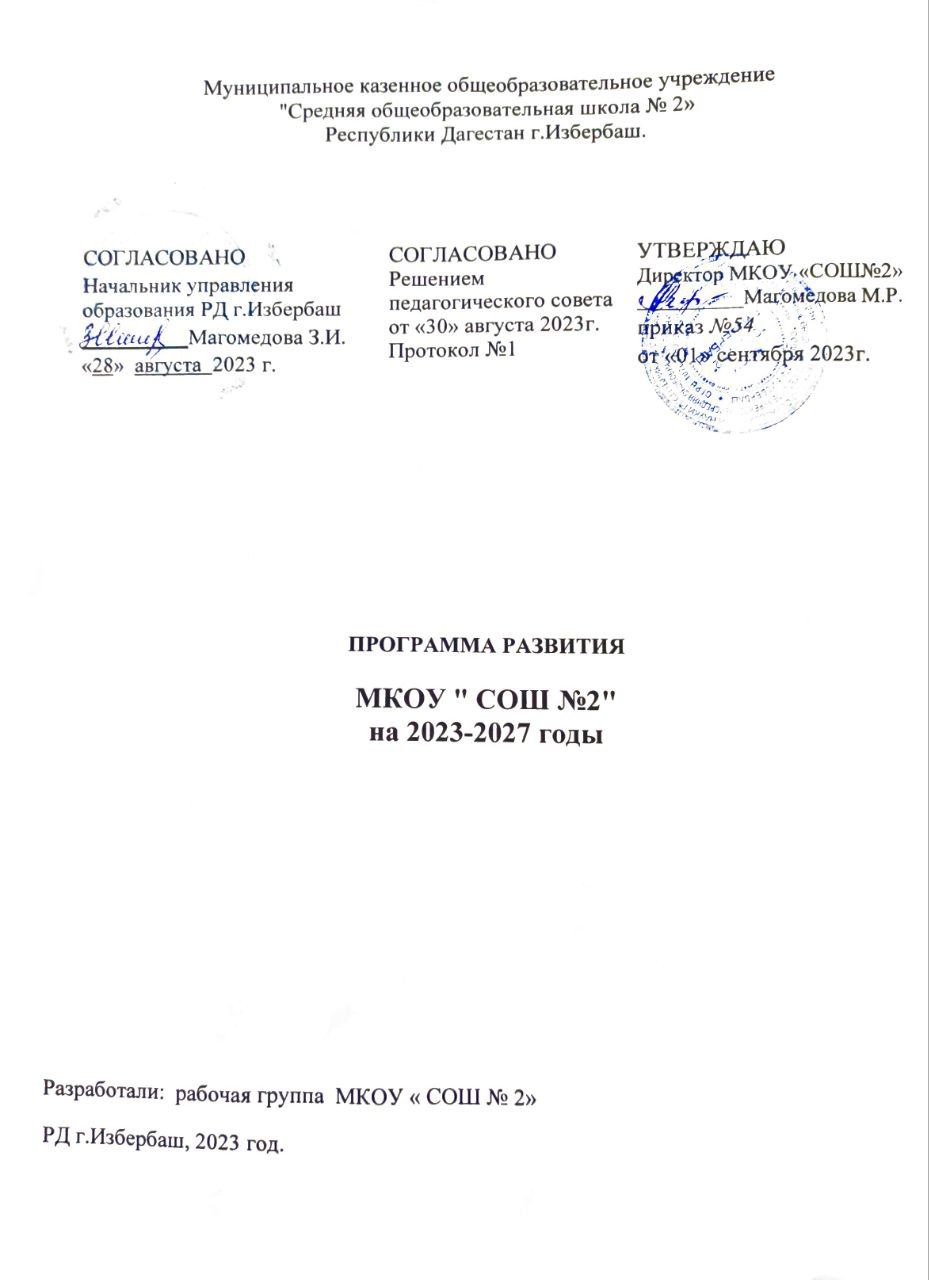 Муниципальное казенное общеобразовательное учреждение
"Средняя общеобразовательная школа № 2»
Республики Дагестан г.Избербаш.
СОГЛАСОВАНО
Начальник управления
образования РД г.Избербаш
__________Магомедова З.И.
«28» августа 2023 г.
СОГЛАСОВАНО
Решением
педагогического совета
от «30» августа 2023г.
Протокол №1
УТВЕРЖДАЮ
Директор МКОУ «СОШ№2»
__________Магомедова М.Р.
приказ №54
от «01» сентября 2023г.
ПРОГРАММА РАЗВИТИЯ
МКОУ " СОШ №2"
на 2023-2027 годы
Разработали: рабочая группа МКОУ « СОШ № 2»
РД г.Избербаш, 2023 год.